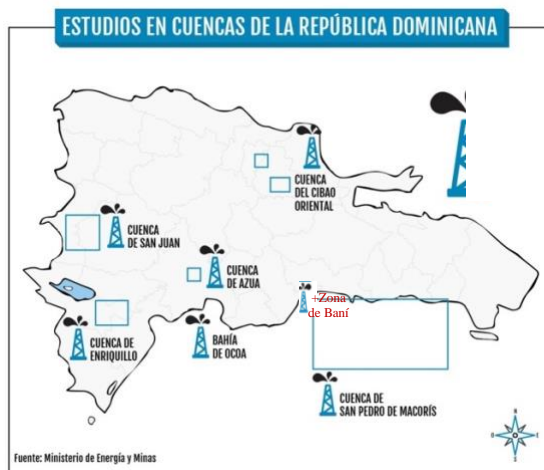 ESTUDIOS EN CUENCAS DE LA REPÚBLICA DOMINICANA
CUENCA
DEL CIBAO
ORIENTAL
CUENCA
DE SAN JUAN
CUENCA
DE AZUA
+Zona
de Baní
CUENCA DE
ENRIQUILLO
BAHÍA
DE OCOA
CUENCA DE
SAN PEDRO DE MACORÍS
N
O
E
S
Fuente: Ministerio de Energía y Minas